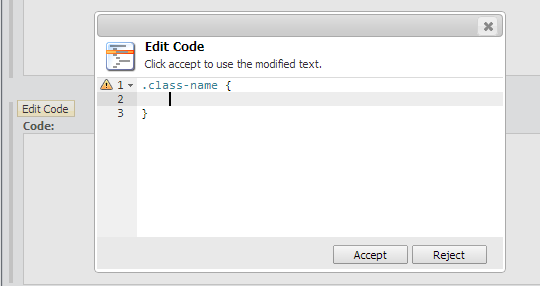 Edit Code
Click accept to use the modified text.
1 .class-name {
2
3 }
Edit Code
Code:
Accept Reject